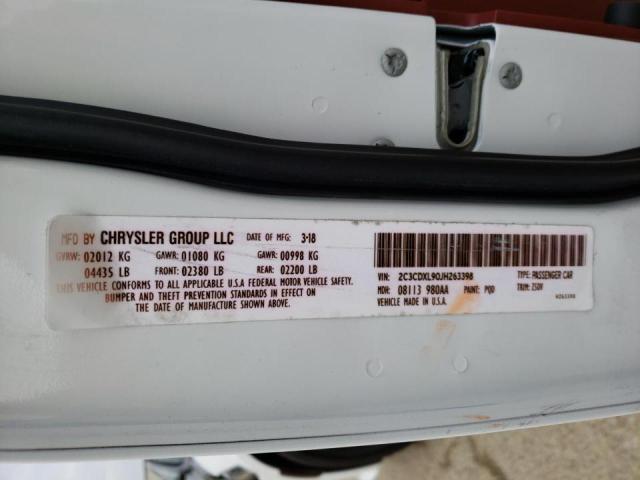 MFD BY CHRYSLER GROUP LLC DATE OF MFG: 3-18
GVRW: 02012 KG GAWR: 01080 KG GAWR: 00998 KG
04435 LB FRONT: 02380 LB REAR: 02200 LB
THIS VEHICLE CONFORMS TO ALL APPLICABLE U.S.A. FEDERAL MOTOR VEHICLE SAFETY,
BUMPER AND THEFT PREVENTION STANDARDS IN EFFECT ON
THE DATE OF MANUFACTURE SHOWN ABOVE.
VIN: 2C3CDXL90JH263398 TYPE: PASSENGER CAR
MDH: 08113 980AA PAINT: TRIM:
MADE IN U.S.A
H263398